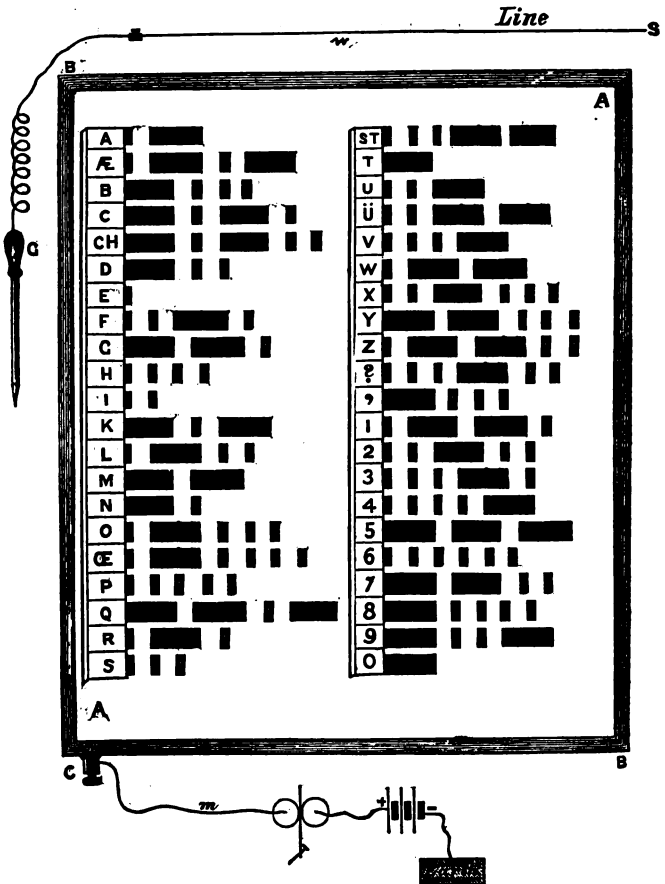 Line
S
w
B
A
G
A
Æ
B
C
CH
D
E
F
G
H
I
K
L
M
N
O
Œ
P
Q
R
S
ST
T
U
Ü
V
W
X
Y
Z
?
,
1
2
3
4
5
6
7
8
9
0
A
C
B
m
+ -